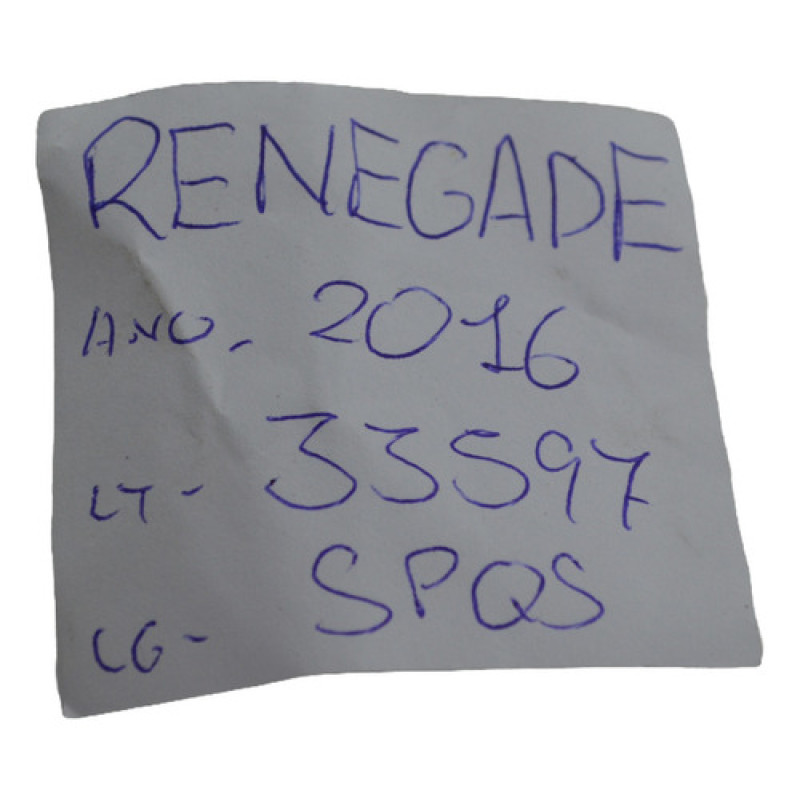 RENEGADE
ANO. 2016
LT- 33597
CG- SPQS